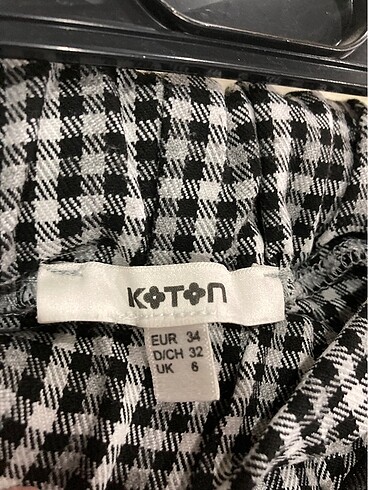 KOTON
EUR 34
D/CH 32
UK 6